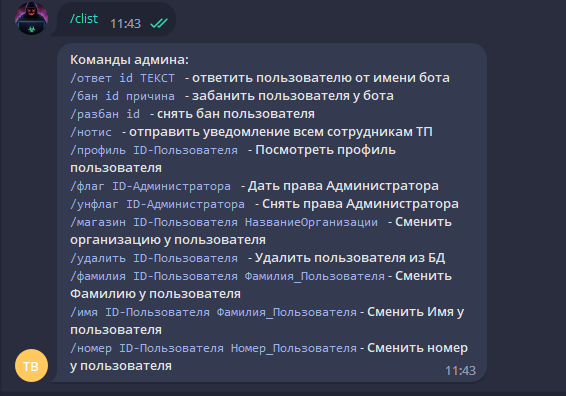 /clist
11:43
Команды админа:
/ответ id ТЕКСТ - ответить пользователю от имени бота
/бан id причина - забанить пользователя у бота
/разбан id - снять бан пользователя
/нотис - отправить уведомление всем сотрудникам ТП
/профиль ID-Пользователя - Посмотреть профиль
пользователя
/флаг ID-Администратора - Дать права Администратора
/унфлаг ID-Администратора - Снять права Администратора
/магазин ID-Пользователя НазваниеОрганизации - Сменить
организацию у пользователя
/удалить ID-Пользователя - Удалить пользователя из БД
/фамилия ID-Пользователя Фамилия_Пользователя - Сменить
Фамилию у пользователя
/имя ID-Пользователя Фамилия_Пользователя - Сменить Имя у
пользователя
/номер ID-Пользователя Номер_Пользователя - Сменить номер
у пользователя
11:43
ТВ